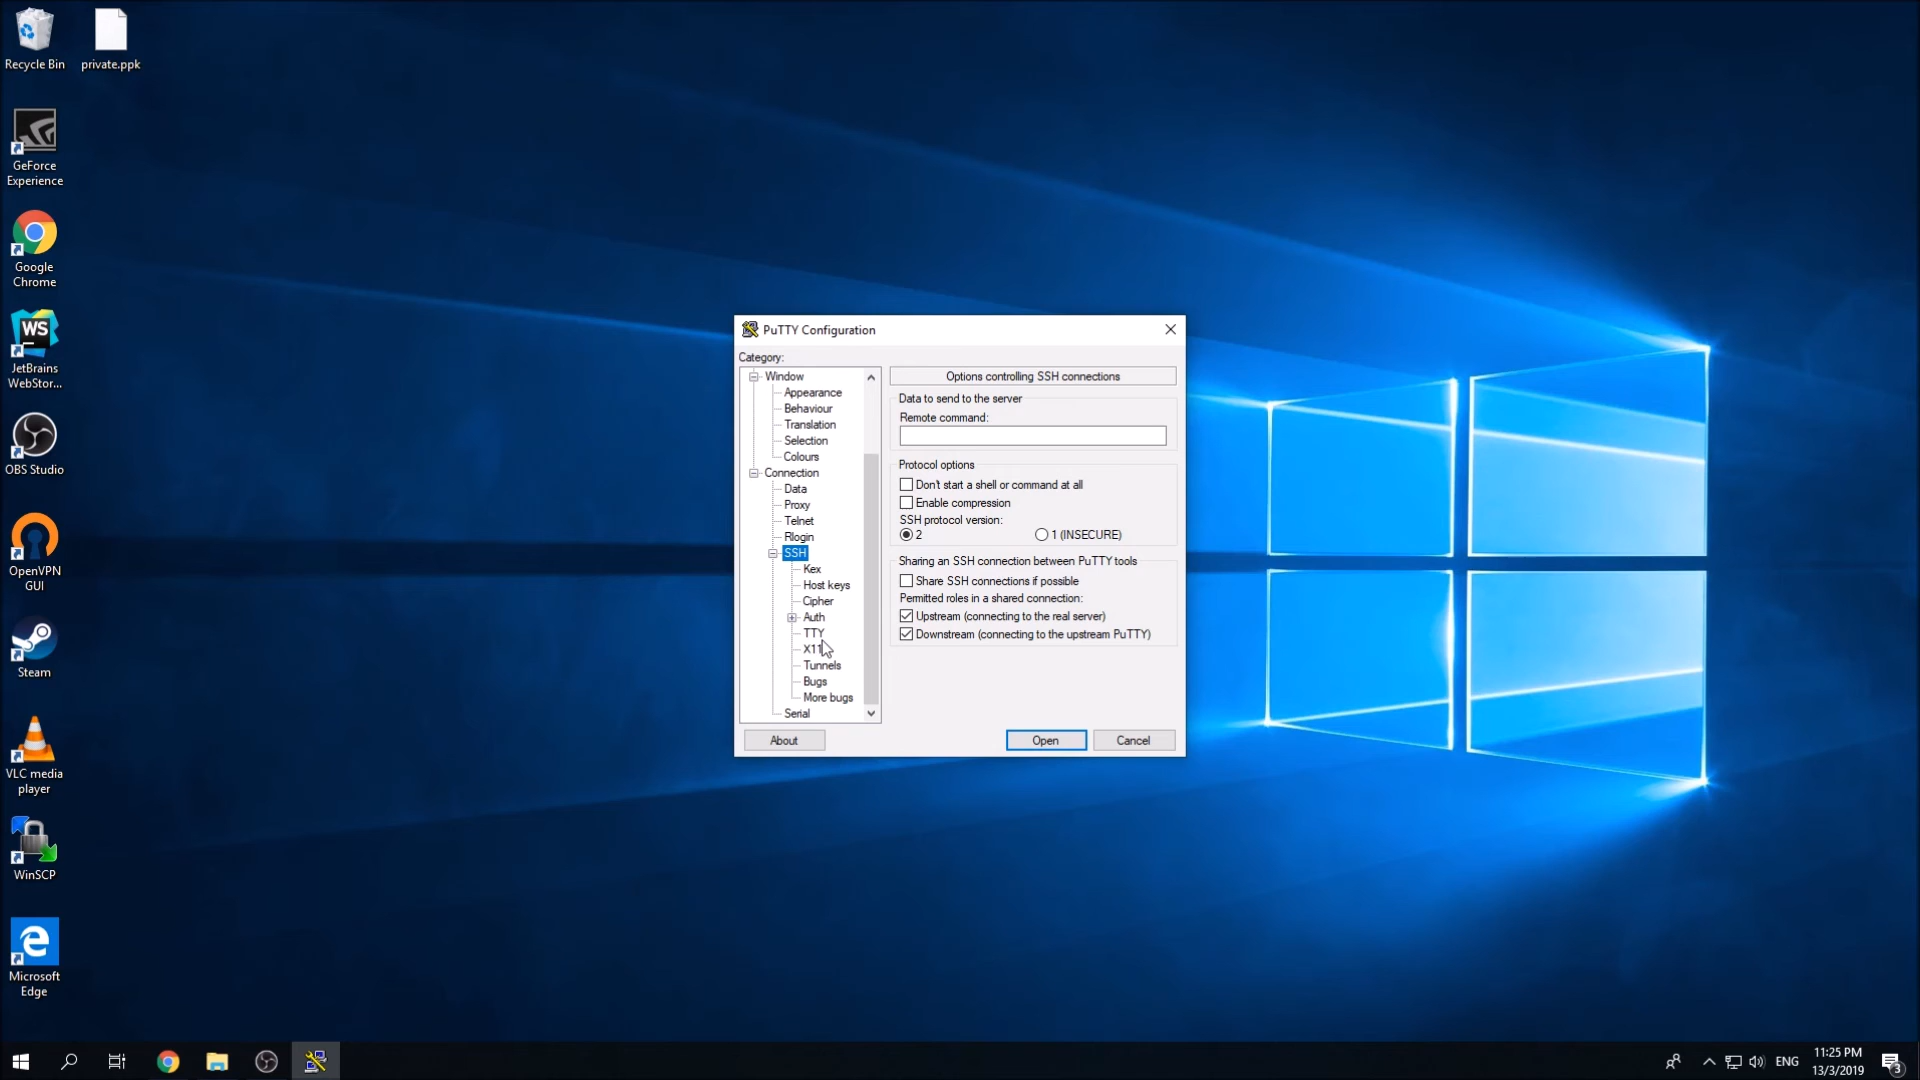 Recycle Bin
private.ppk
GeForce
Experience
Google
Chrome
WS
JetBrains
WebStor...
OBS Studio
OpenVPN
GUI
Steam
VLC media
player
WinSCP
Microsoft
Edge
PuTTY Configuration
Category:
Window
Appearance
Behaviour
Translation
Selection
Colours
Connection
Data
Proxy
Telnet
Rlogin
SSH
Kex
Host keys
Cipher
Auth
TTY
X11
Tunnels
Bugs
More bugs
Serial
Options controlling SSH connections
Data to send to the server
Remote command:
Protocol options
Don't start a shell or command at all
Enable compression
SSH protocol version:
2 1 (INSECURE)
Sharing an SSH connection between PuTTY tools
Share SSH connections if possible
Permitted roles in a shared connection:
Upstream (connecting to the real server)
Downstream (connecting to the upstream PuTTY)
About Open Cancel
ENG
11:25 PM
13/3/2019
3